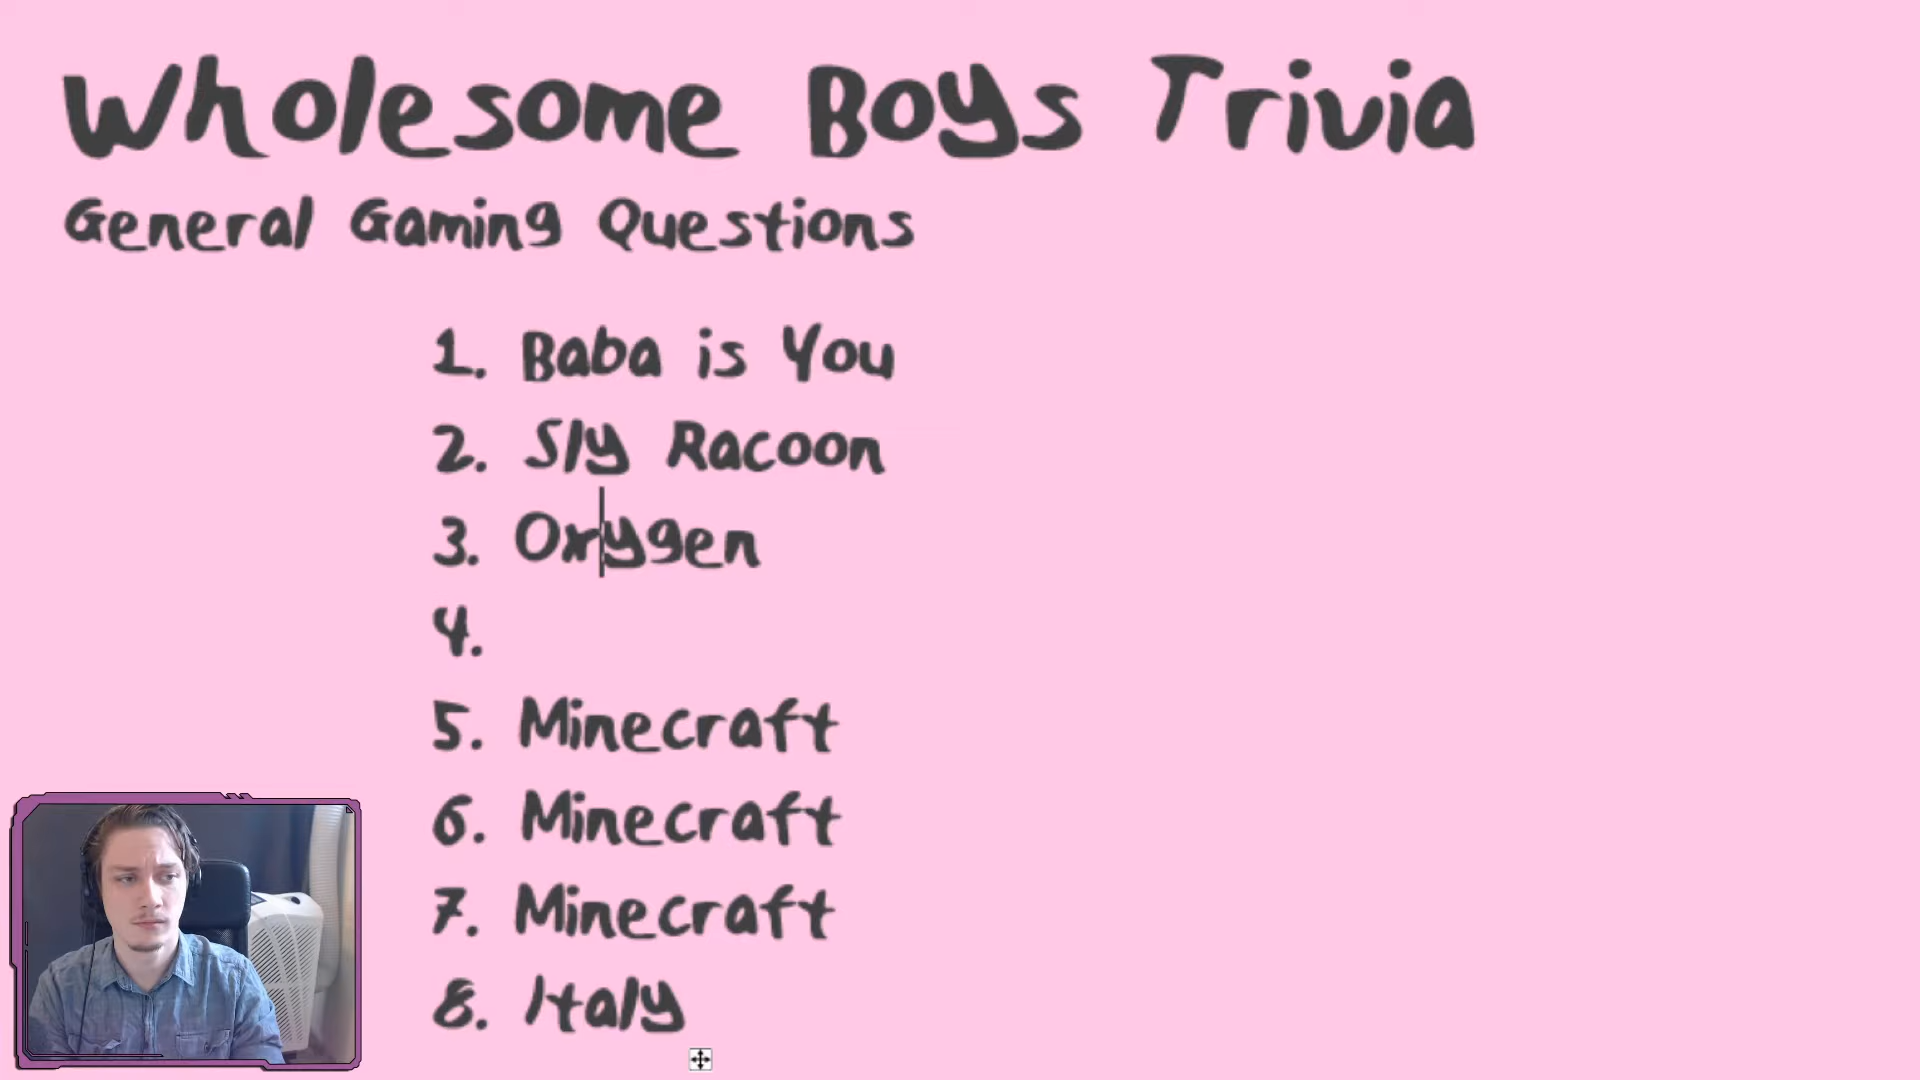 Wholesome Boys Trivia
General Gaming Questions
1. Baba is You
2. Sly Racoon
3. Oxygen
4.
5. Minecraft
6. Minecraft
7. Minecraft
8. Italy